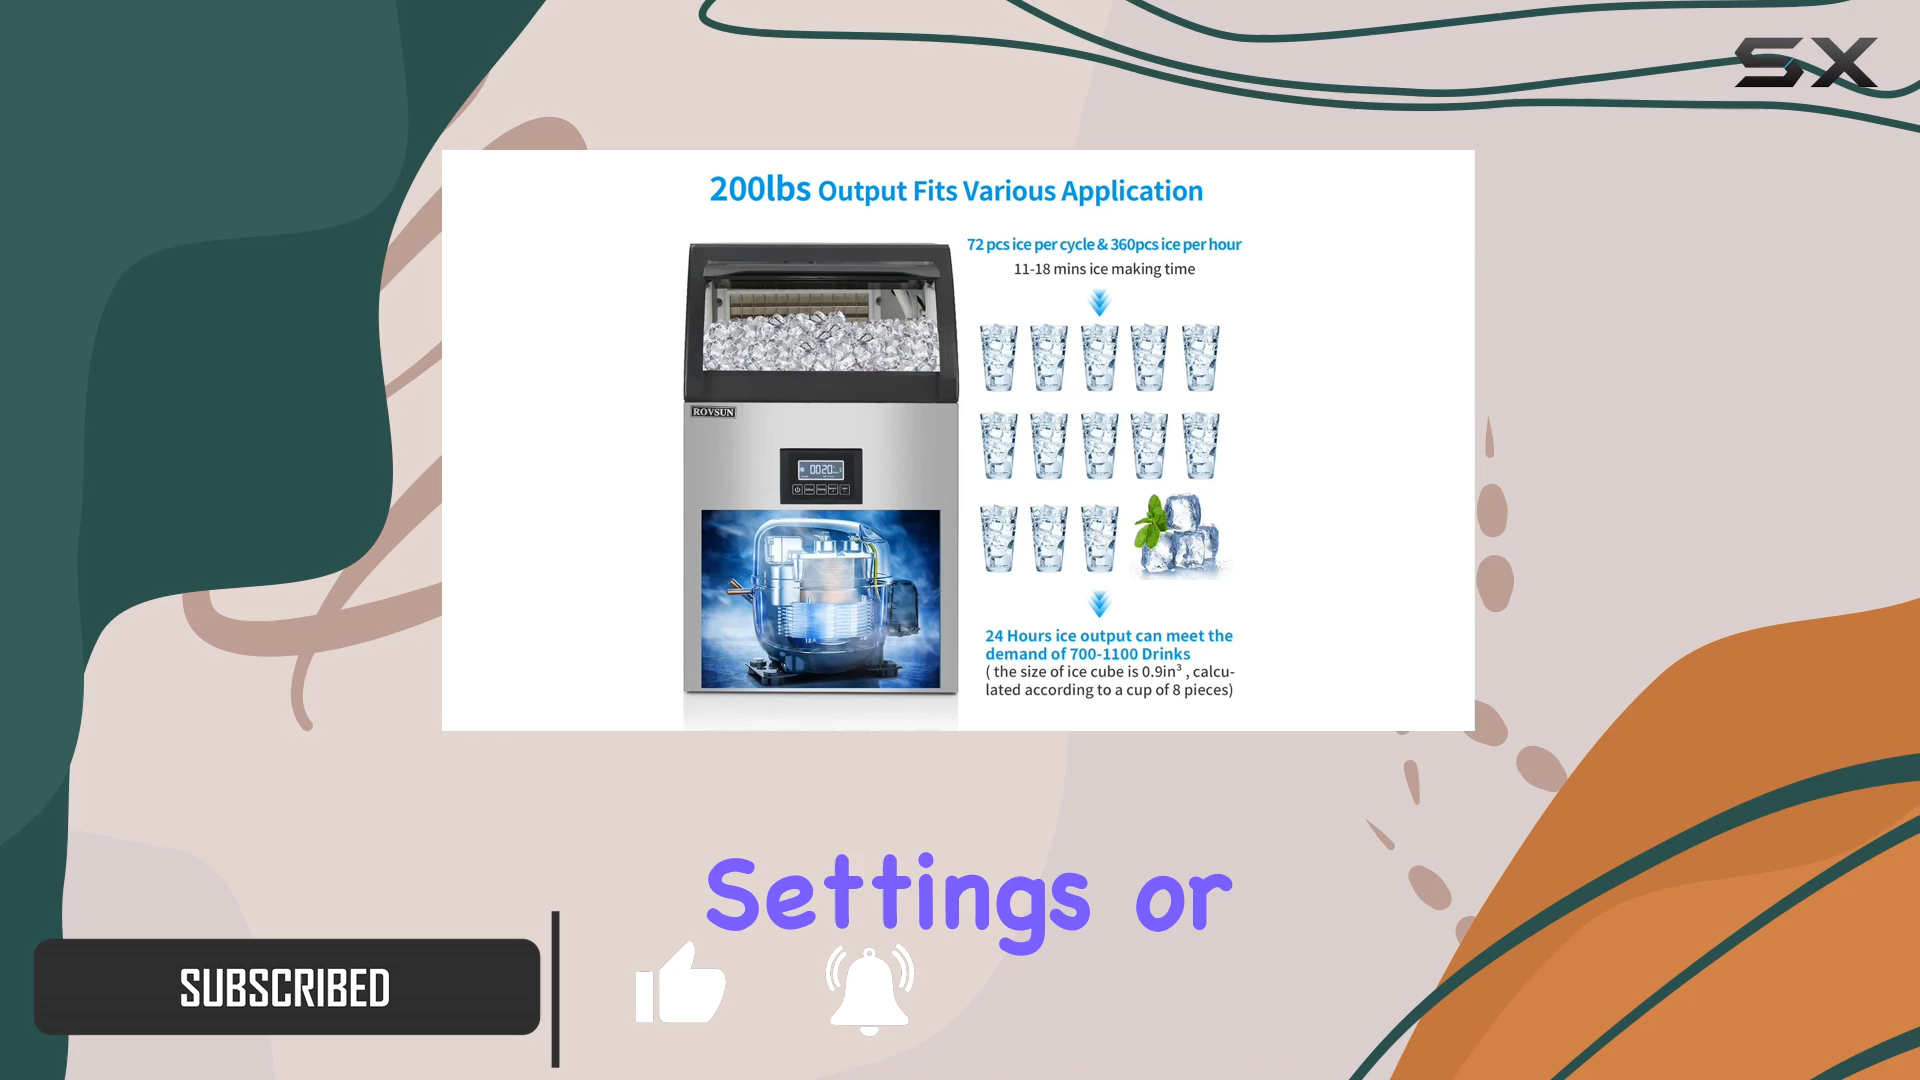 SX
200lbs Output Fits Various Application
72 pcs ice per cycle & 360pcs ice per hour
11-18 mins ice making time
ROVSUN
0020
24 Hours ice output can meet the
demand of 700-1100 Drinks
( the size of ice cube is 0.9in³ , calcu-
lated according to a cup of 8 pieces)
Settings or
SUBSCRIBED